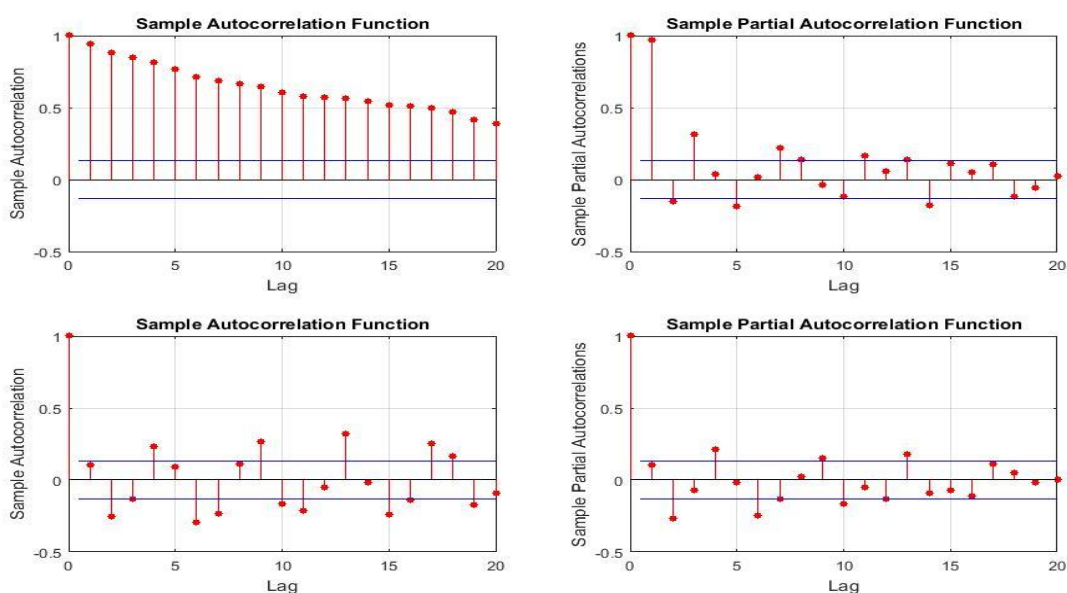 Sample Autocorrelation Function
Sample Autocorrelation
1
0.5
0
-0.5
0 5 10 15 20
Lag
Sample Partial Autocorrelation Function
Sample Partial Autocorrelations
1
0.5
0
-0.5
0 5 10 15 20
Lag
Sample Autocorrelation Function
Sample Autocorrelation
1
0.5
0
-0.5
0 5 10 15 20
Lag
Sample Partial Autocorrelation Function
Sample Partial Autocorrelations
1
0.5
0
-0.5
0 5 10 15 20
Lag